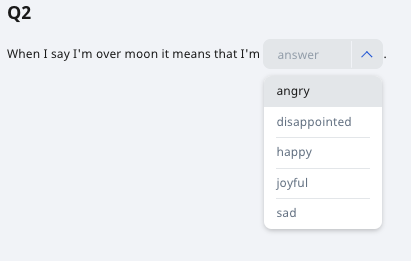 Q2
When I say I'm over moon it means that I'm answer .
angry
disappointed
happy
joyful
sad